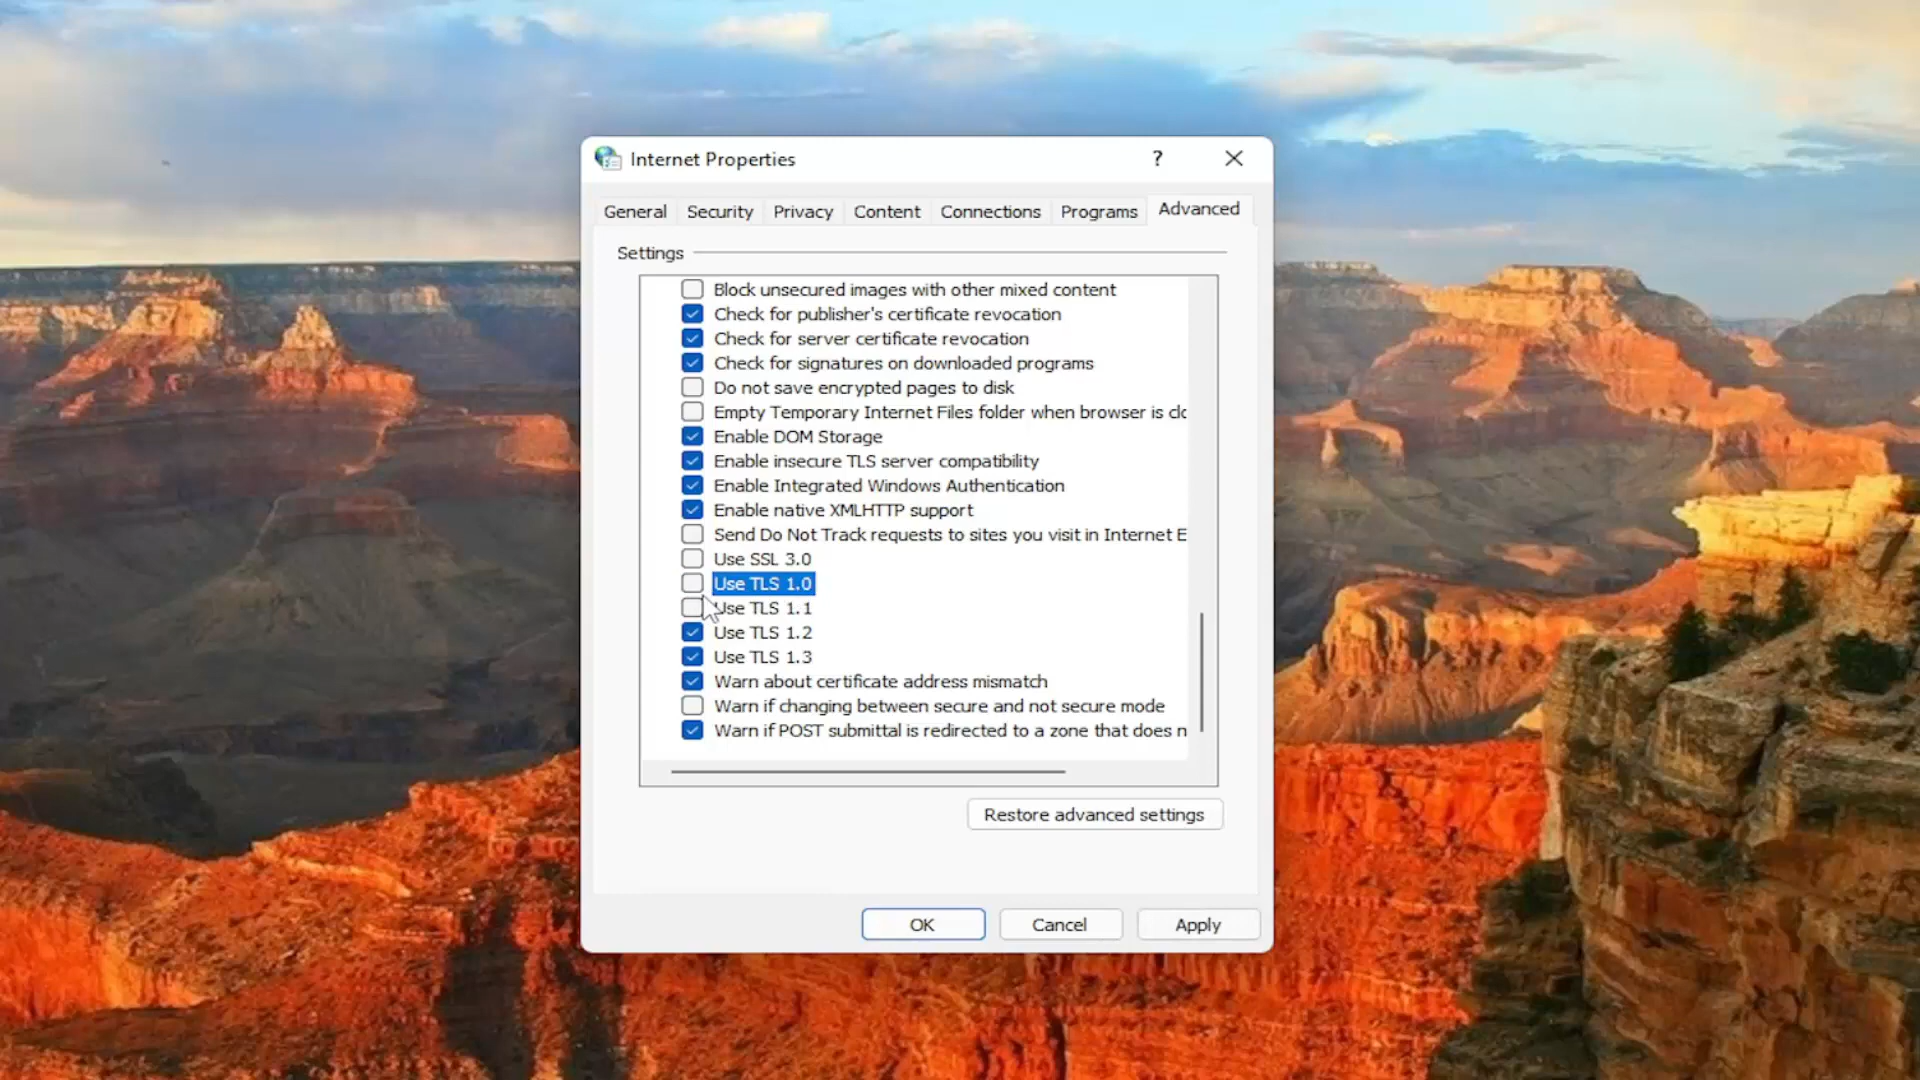 Internet Properties
?
General Security Privacy Content Connections Programs Advanced
Settings
Block unsecured images with other mixed content
Check for publisher's certificate revocation
Check for server certificate revocation
Check for signatures on downloaded programs
Do not save encrypted pages to disk
Empty Temporary Internet Files folder when browser is clo
Enable DOM Storage
Enable insecure TLS server compatibility
Enable Integrated Windows Authentication
Enable native XMLHTTP support
Send Do Not Track requests to sites you visit in Internet E
Use SSL 3.0
Use TLS 1.0
Use TLS 1.1
Use TLS 1.2
Use TLS 1.3
Warn about certificate address mismatch
Warn if changing between secure and not secure mode
Warn if POST submittal is redirected to a zone that does n
Restore advanced settings
OK Cancel Apply